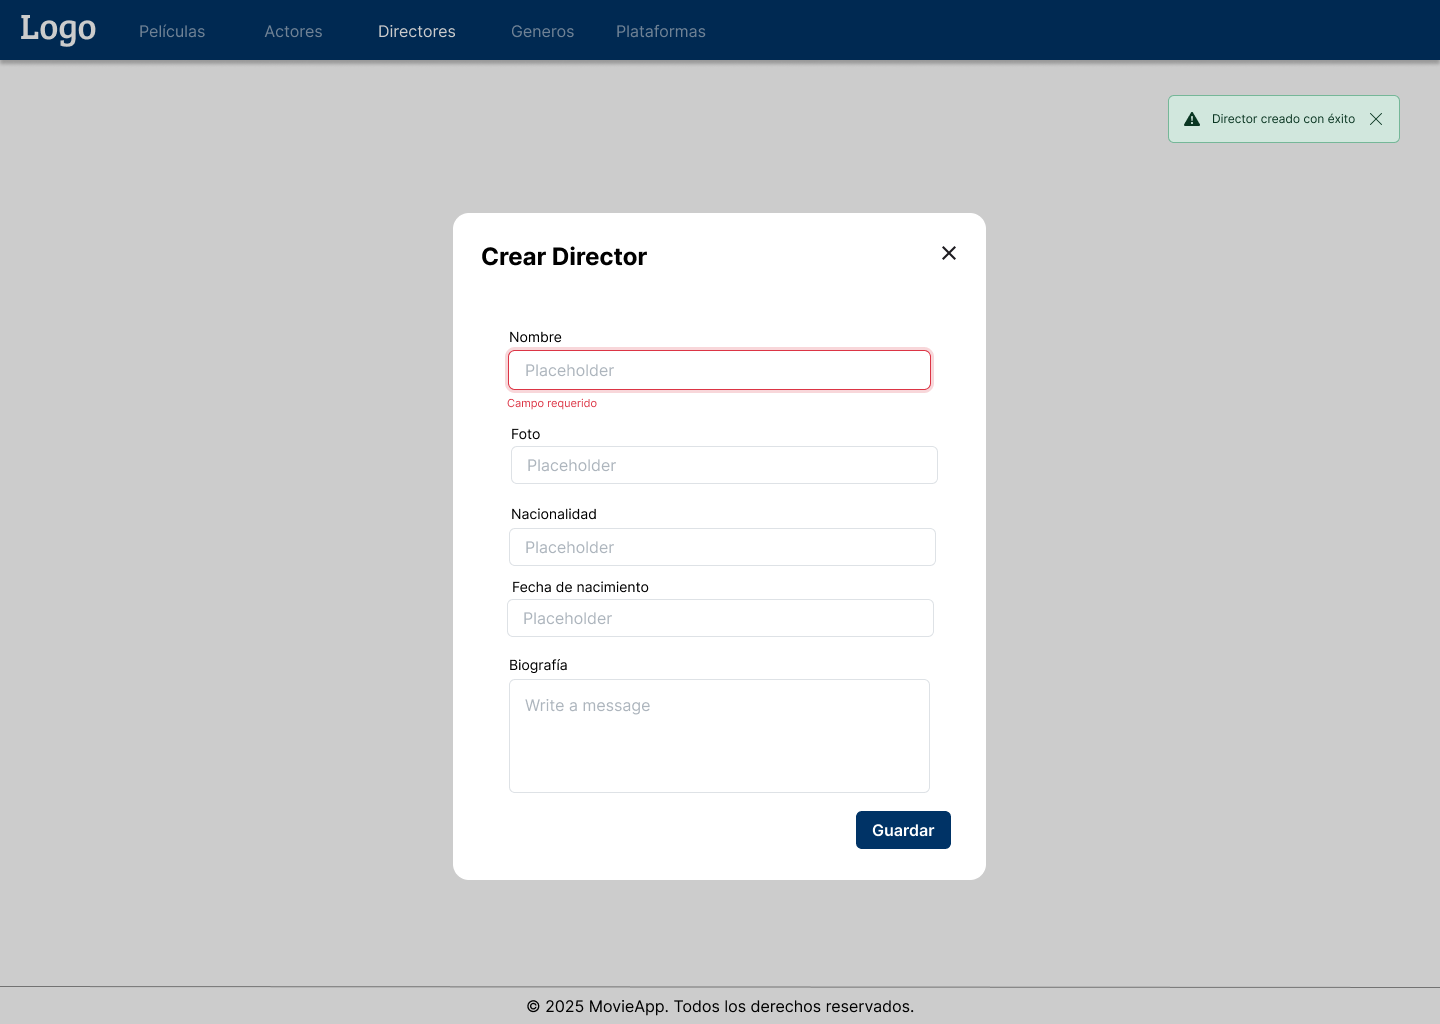 Logo
Películas
Actores
Directores
Generos
Plataformas
Director creado con éxito
Crear Director
Nombre
Placeholder
Campo requerido
Foto
Placeholder
Nacionalidad
Placeholder
Fecha de nacimiento
Placeholder
Biografía
Write a message
Guardar
© 2025 MovieApp. Todos los derechos reservados.